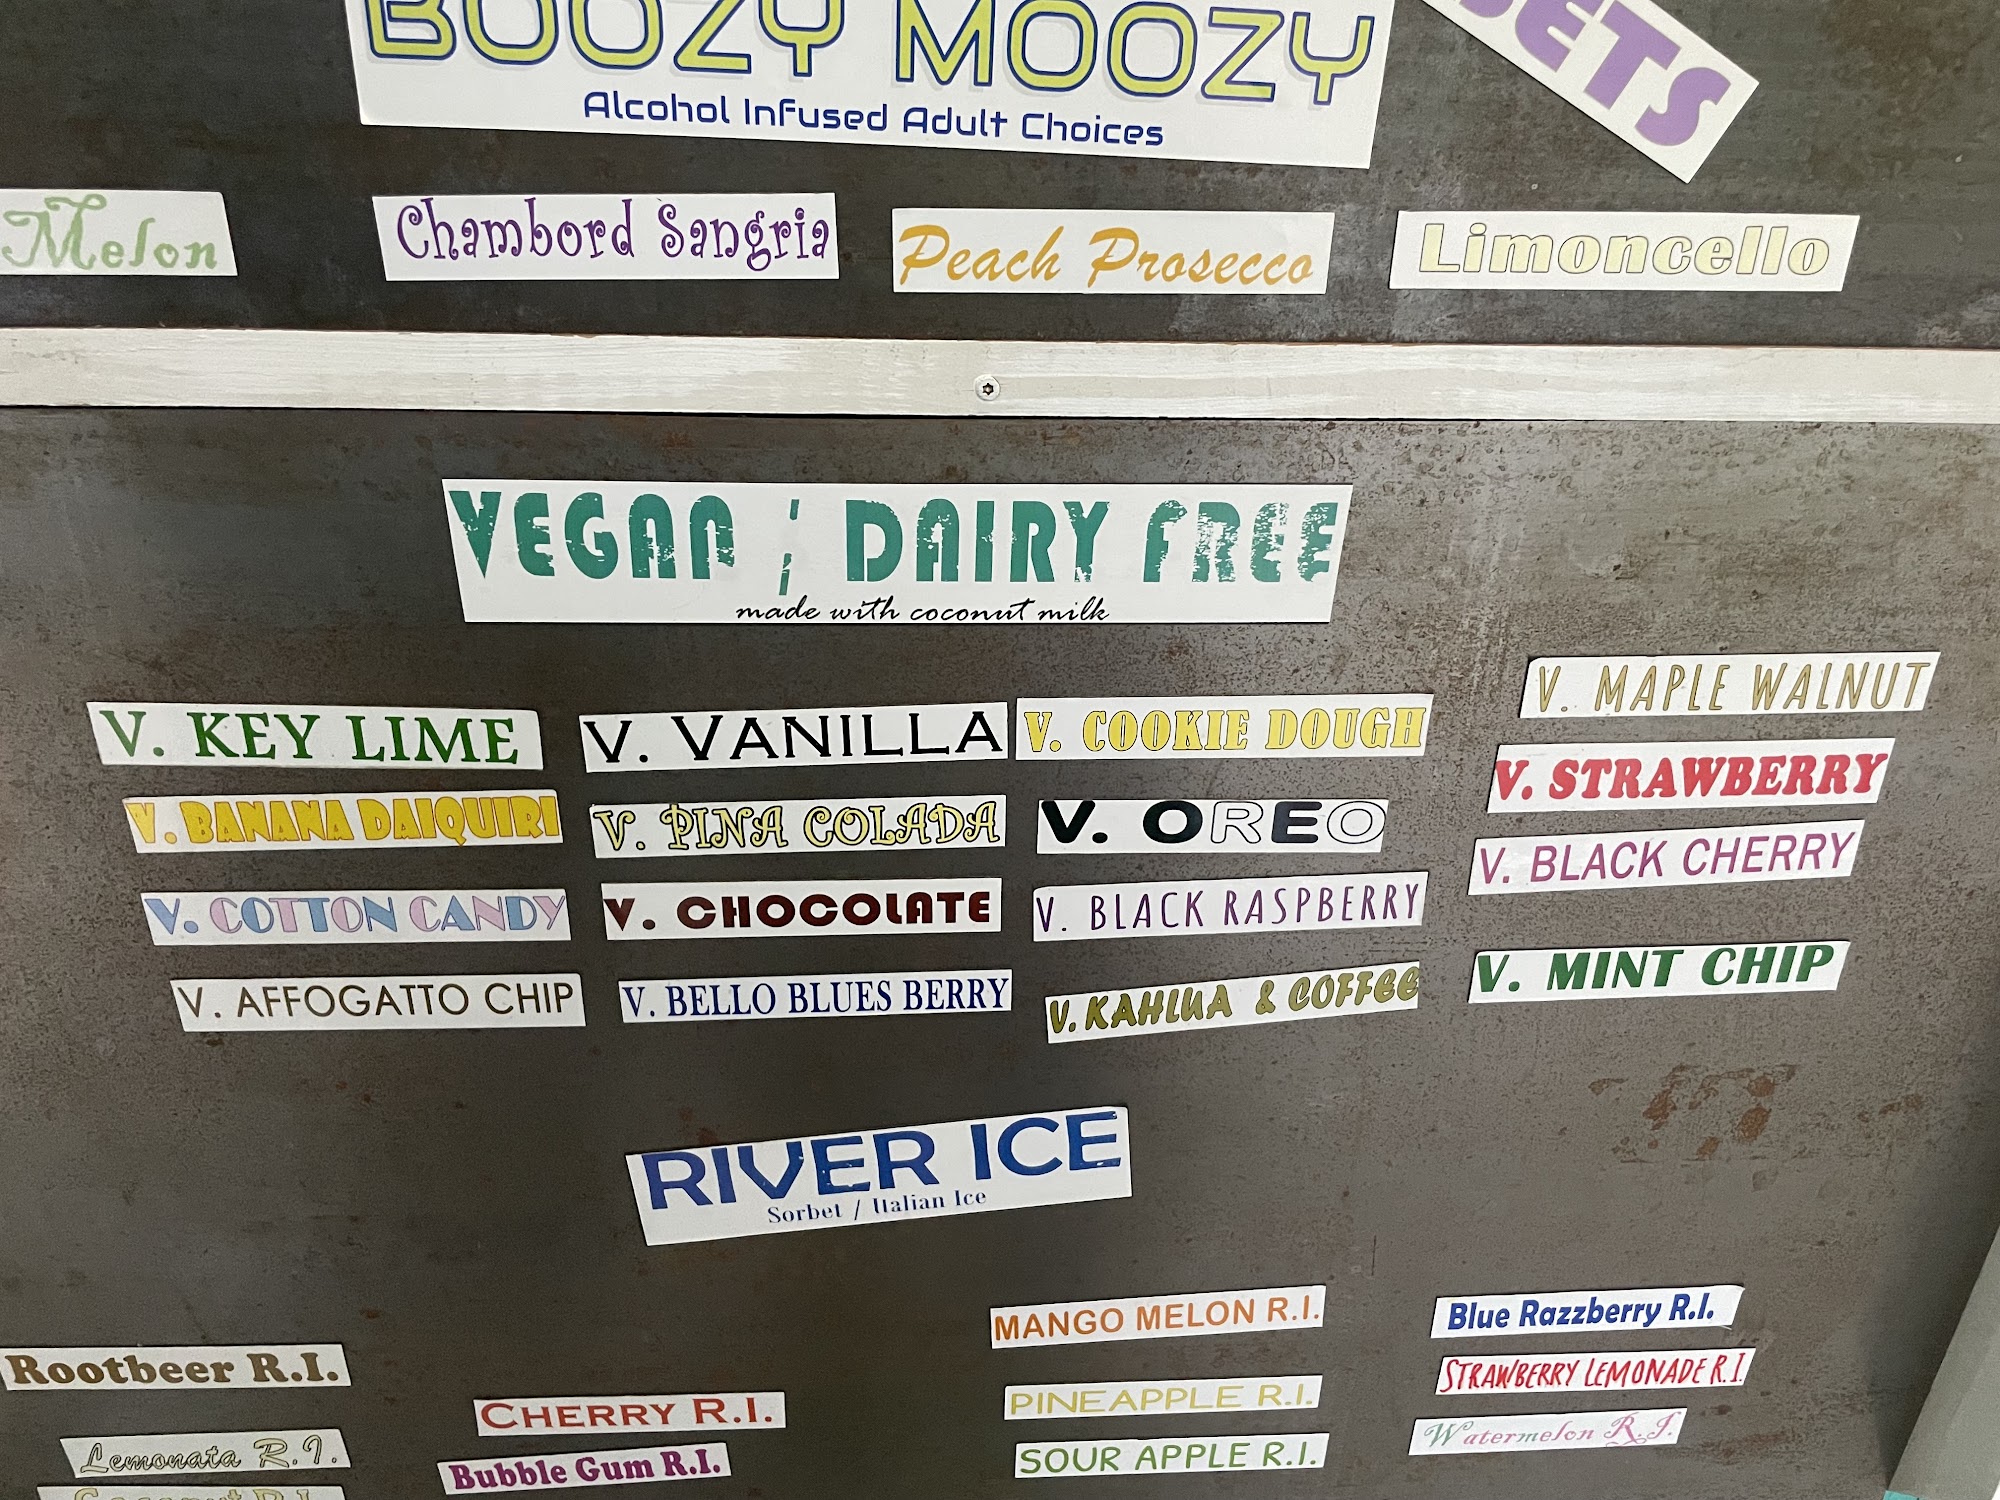 BOOZY MOOZY
Alcohol Infused Adult Choices
Melon
Chambord Sangria
Peach Prosecco
Limoncello
VEGAN / DAIRY FREE
made with coconut milk
V. KEY LIME
V. VANILLA
V. COOKIE DOUGH
V. MAPLE WALNUT
V. BANANA DAIQUIRI
V. PINA COLADA
V. OREO
V. STRAWBERRY
V. COTTON CANDY
V. CHOCOLATE
V. BLACK RASPBERRY
V. BLACK CHERRY
V. AFFOGATTO CHIP
V. BELLO BLUES BERRY
V. KAHLUA & COFFEE
V. MINT CHIP
RIVER ICE
Sorbet / Italian Ice
Rootbeer R.I.
CHERRY R.I.
MANGO MELON R.I.
Blue Razzberry R.I.
Lemonata R.I.
Bubble Gum R.I.
PINEAPPLE R.I.
STRAWBERRY LEMONADE R.I.
SOUR APPLE R.I.
Watermelon R.I.